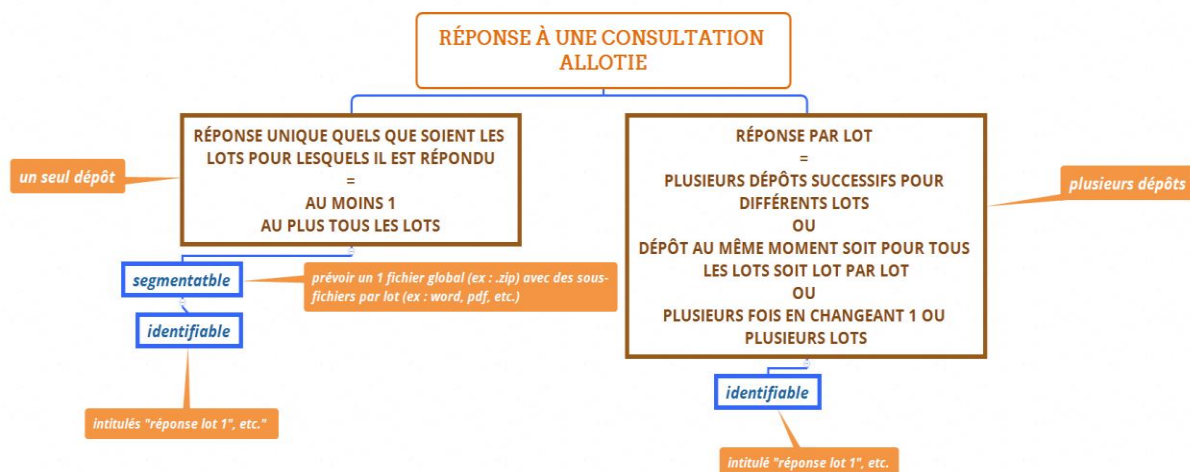 RÉPONSE À UNE CONSULTATION
ALLOTIE
RÉPONSE UNIQUE QUELS QUE SOIENT LES
LOTS POUR LESQUELS IL EST RÉPONDU
=
AU MOINS 1
AU PLUS TOUS LES LOTS
un seul dépôt
segmentatble
prévoir un 1 fichier global (ex : .zip) avec des sous-
fichiers par lot (ex : word, pdf, etc.)
identifiable
intitulés "réponse lot 1", etc."
RÉPONSE PAR LOT
=
PLUSIEURS DÉPÔTS SUCCESSIFS POUR
DIFFÉRENTS LOTS
OU
DÉPÔT AU MÊME MOMENT SOIT POUR TOUS
LES LOTS SOIT LOT PAR LOT
OU
PLUSIEURS FOIS EN CHANGEANT 1 OU
PLUSIEURS LOTS
plusieurs dépôts
identifiable
intitulé "réponse lot 1", etc.